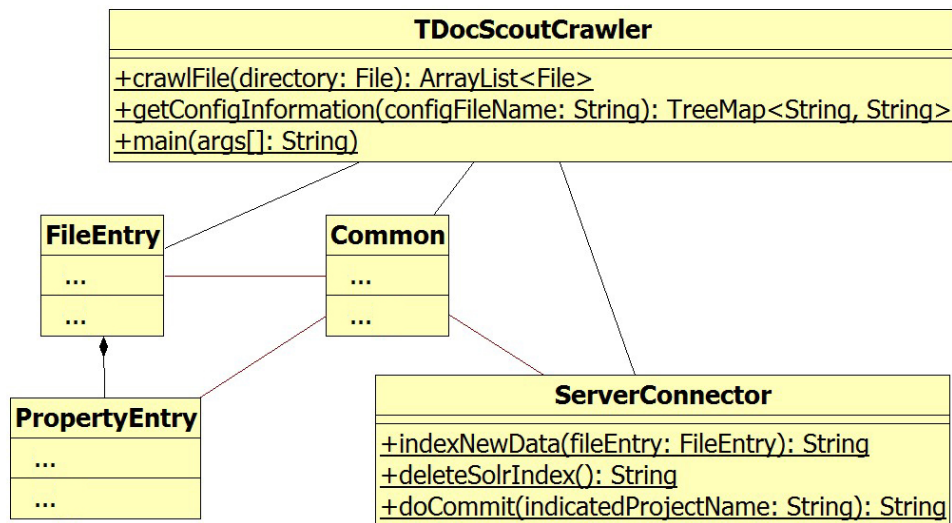 TDocScoutCrawler
+crawlFile(directory: File): ArrayList<File>
+getConfigInformation(configFileName: String): TreeMap<String, String>
+main(args[]: String)
FileEntry
...
...
Common
...
...
PropertyEntry
...
...
ServerConnector
+indexNewData(fileEntry: FileEntry): String
+deleteSolrIndex(): String
+doCommit(indicatedProjectName: String): String